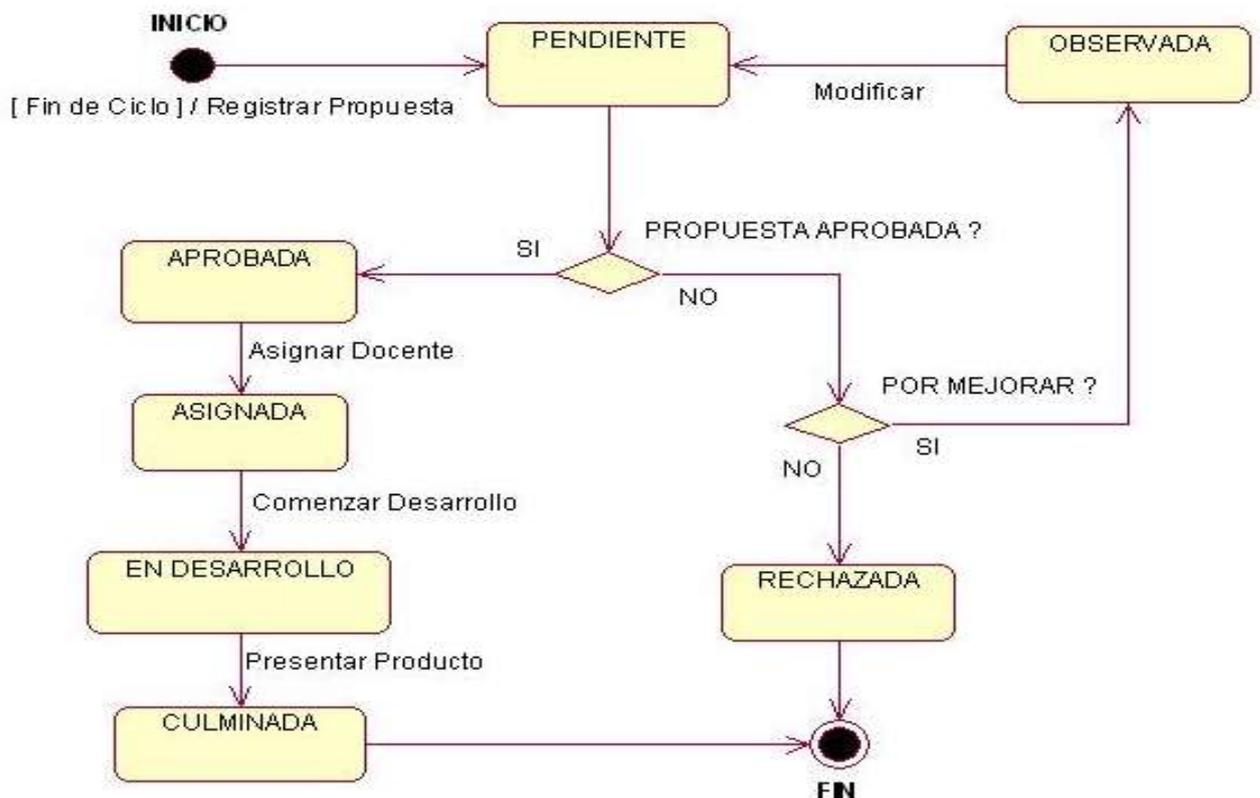 INICIO
PENDIENTE
OBSERVADA
[ Fin de Ciclo ] / Registrar Propuesta
Modificar
PROPUESTA APROBADA ?
SI
APROBADA
NO
Asignar Docente
POR MEJORAR ?
ASIGNADA
SI
NO
Comenzar Desarrollo
EN DESARROLLO
RECHAZADA
Presentar Producto
CULMINADA
FIN